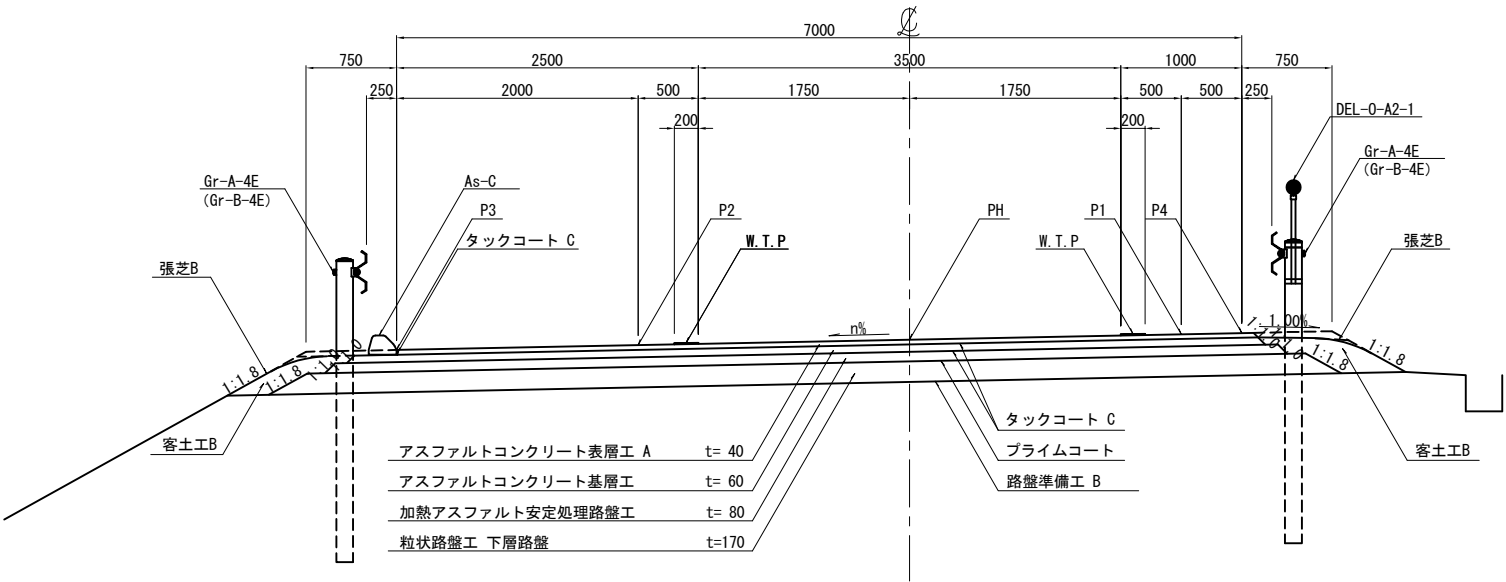 ℄
7000
750
2500
3500
1000
750
250
2000
500
1750
1750
500
500
250
200
200
DEL-O-A2-1
Gr-A-4E
(Gr-B-4E)
Gr-A-4E
(Gr-B-4E)
As-C
P3
P2
PH
P1
P4
タックコート C
W.T.P
W.T.P
張芝B
張芝B
n%
1.00%
1:1.8
1:1.8
1:1.0
1:1.0
1:1.8
1:1.8
客土工B
客土工B
タックコート C
プライムコート
路盤準備工 B
アスファルトコンクリート表層工 A t= 40
アスファルトコンクリート基層工 t= 60
加熱アスファルト安定処理路盤工 t= 80
粒状路盤工 下層路盤 t=170